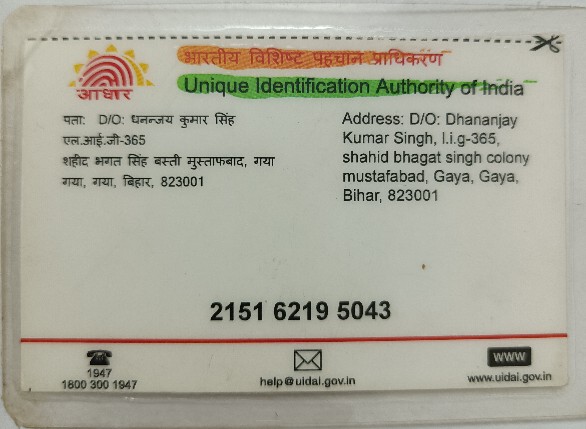 भारतीय विशिष्ट पहचान प्राधिकरण
आधार
Unique Identification Authority of India
पता: D/O: धनन्जय कुमार सिंह
एल.आई.जी-365
शहीद भगत सिंह बस्ती मुस्तफबाद, गया
गया, गया, बिहार, 823001
Address: D/O: Dhananjay
Kumar Singh, l.i.g-365,
shahid bhagat singh colony
mustafabad, Gaya, Gaya,
Bihar, 823001
2151 6219 5043
1947
1800 300 1947
help@uidai.gov.in
WWW
www.uidai.gov.in